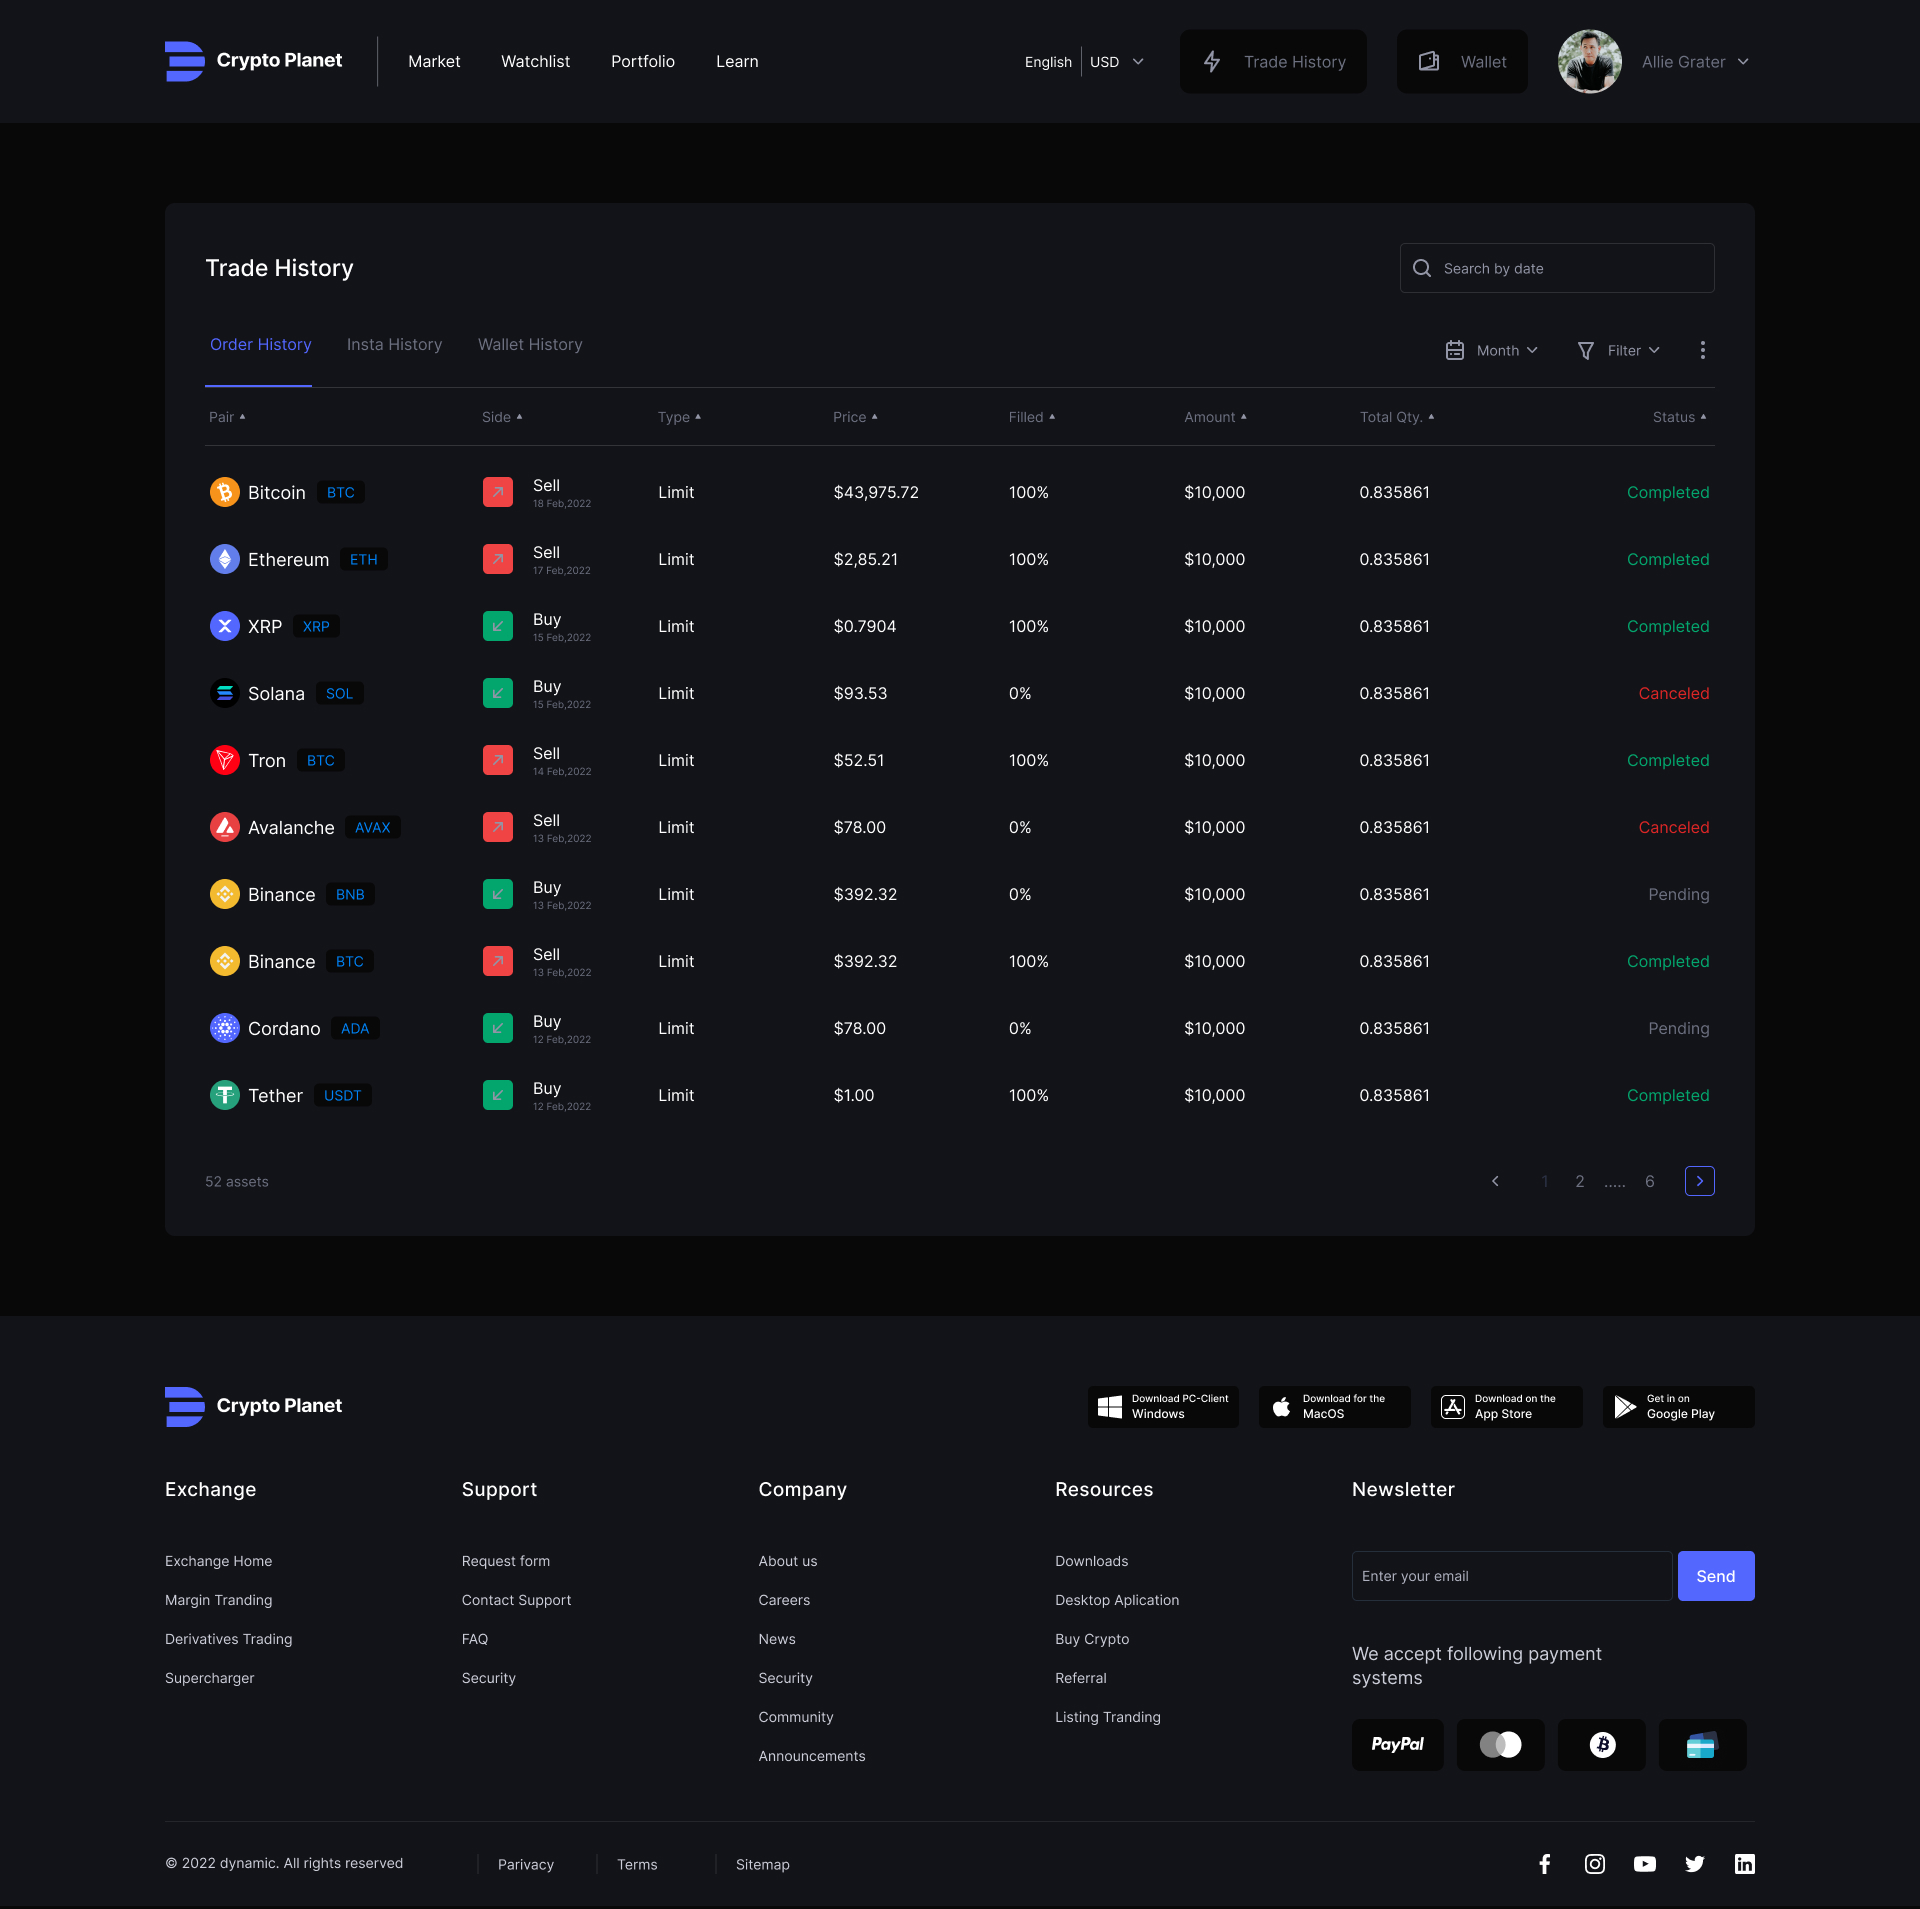 Crypto Planet
Market Watchlist Portfolio Learn English USD Trade History Wallet Allie Grater
Trade History Search by date
Order History Insta History Wallet History Month Filter
Pair Side Type Price Filled Amount Total Qty. Status
Bitcoin BTC Sell 18 Feb,2022 Limit $43,975.72 100% $10,000 0.835861 Completed
Ethereum ETH Sell 17 Feb,2022 Limit $2,85.21 100% $10,000 0.835861 Completed
XRP XRP Buy 15 Feb,2022 Limit $0.7904 100% $10,000 0.835861 Completed
Solana SOL Buy 15 Feb,2022 Limit $93.53 0% $10,000 0.835861 Canceled
Tron BTC Sell 14 Feb,2022 Limit $52.51 100% $10,000 0.835861 Completed
Avalanche AVAX Sell 13 Feb,2022 Limit $78.00 0% $10,000 0.835861 Canceled
Binance BNB Buy 13 Feb,2022 Limit $392.32 0% $10,000 0.835861 Pending
Binance BTC Sell 13 Feb,2022 Limit $392.32 100% $10,000 0.835861 Completed
Cordano ADA Buy 12 Feb,2022 Limit $78.00 0% $10,000 0.835861 Pending
Tether USDT Buy 12 Feb,2022 Limit $1.00 100% $10,000 0.835861 Completed
52 assets 1 2 ..... 6
Crypto Planet
Download PC-Client
Windows
Download for the
MacOS
Download on the
App Store
Get in on
Google Play
Exchange
Exchange Home
Margin Tranding
Derivatives Trading
Supercharger
Support
Request form
Contact Support
FAQ
Security
Company
About us
Careers
News
Security
Community
Announcements
Resources
Downloads
Desktop Aplication
Buy Crypto
Referral
Listing Tranding
Newsletter
Enter your email Send
We accept following payment
systems
PayPal
© 2022 dynamic. All rights reserved Parivacy Terms Sitemap